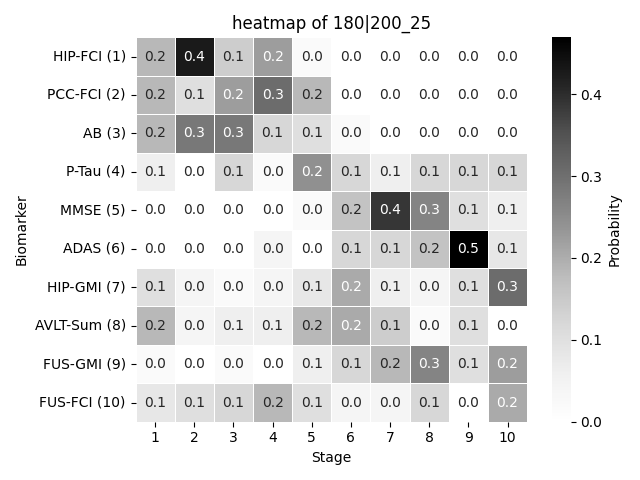 heatmap of 180|200_25
HIP-FCI (1) 0.2 0.4 0.1 0.2 0.0 0.0 0.0 0.0 0.0 0.0
PCC-FCI (2) 0.2 0.1 0.2 0.3 0.2 0.0 0.0 0.0 0.0 0.0
AB (3) 0.2 0.3 0.3 0.1 0.1 0.0 0.0 0.0 0.0 0.0
P-Tau (4) 0.1 0.0 0.1 0.0 0.2 0.1 0.1 0.1 0.1 0.1
MMSE (5) 0.0 0.0 0.0 0.0 0.0 0.2 0.4 0.3 0.1 0.1
ADAS (6) 0.0 0.0 0.0 0.0 0.0 0.1 0.1 0.2 0.5 0.1
HIP-GMI (7) 0.1 0.0 0.0 0.0 0.1 0.2 0.1 0.0 0.1 0.3
AVLT-Sum (8) 0.2 0.0 0.1 0.1 0.2 0.2 0.1 0.0 0.1 0.0
FUS-GMI (9) 0.0 0.0 0.0 0.0 0.1 0.1 0.2 0.3 0.1 0.2
FUS-FCI (10) 0.1 0.1 0.1 0.2 0.1 0.0 0.0 0.1 0.0 0.2
1 2 3 4 5 6 7 8 9 10
Stage
Biomarker
0.4
0.3
0.2
0.1
0.0
Probability